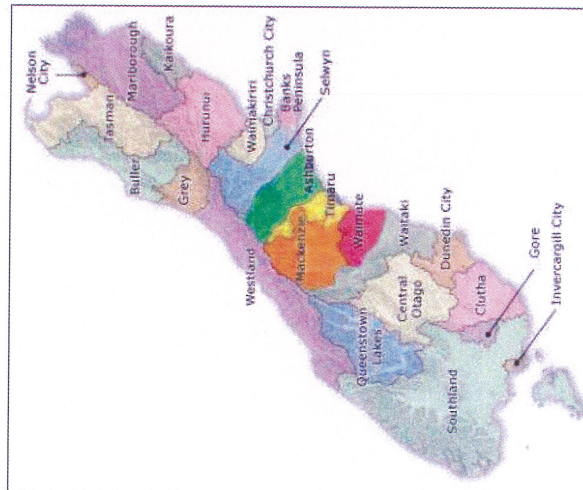 Nelson
City
Tasman
Marlborough
Kaikoura
Buller
Grey
Hurunui
Waimakiriri
Christchurch City
Banks
Peninsula
Selwyn
Westland
Ashburton
Timaru
Mackenzie
Waimate
Waitaki
Queenstown
Lakes
Central
Otago
Dunedin City
Clutha
Gore
Southland
Invercargill City